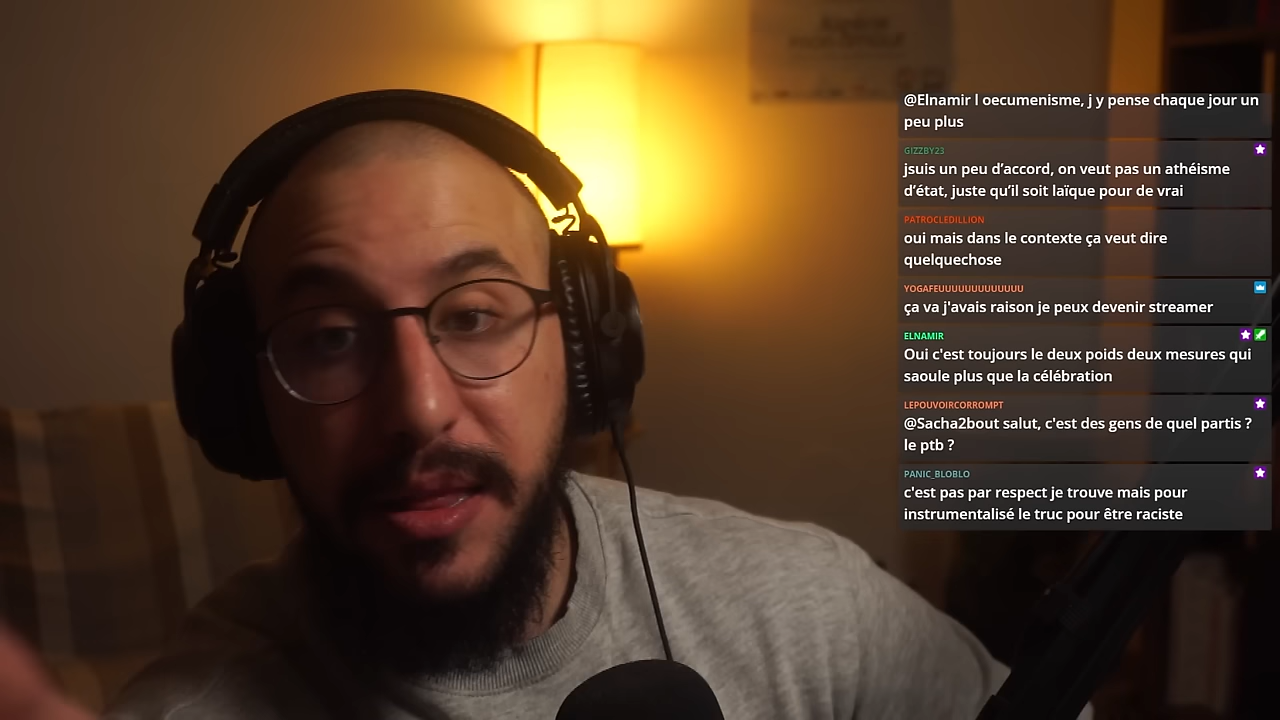 @Elnamir l oecumenisme, j y pense chaque jour un
peu plus
GIZZBY23
jsuis un peu d’accord, on veut pas un athéisme
d’état, juste qu’il soit laïque pour de vrai
PATROCLEDILLION
oui mais dans le contexte ça veut dire
quelquechose
YOGAFEUUUUUUUUUUUUU
ça va j'avais raison je peux devenir streamer
ELNAMIR
Oui c'est toujours le deux poids deux mesures qui
saoule plus que la célébration
LEPOUVOIRCORROMPT
@Sacha2bout salut, c'est des gens de quel partis ?
le ptb ?
PANIC_BLOBLO
c'est pas par respect je trouve mais pour
instrumentalisé le truc pour être raciste